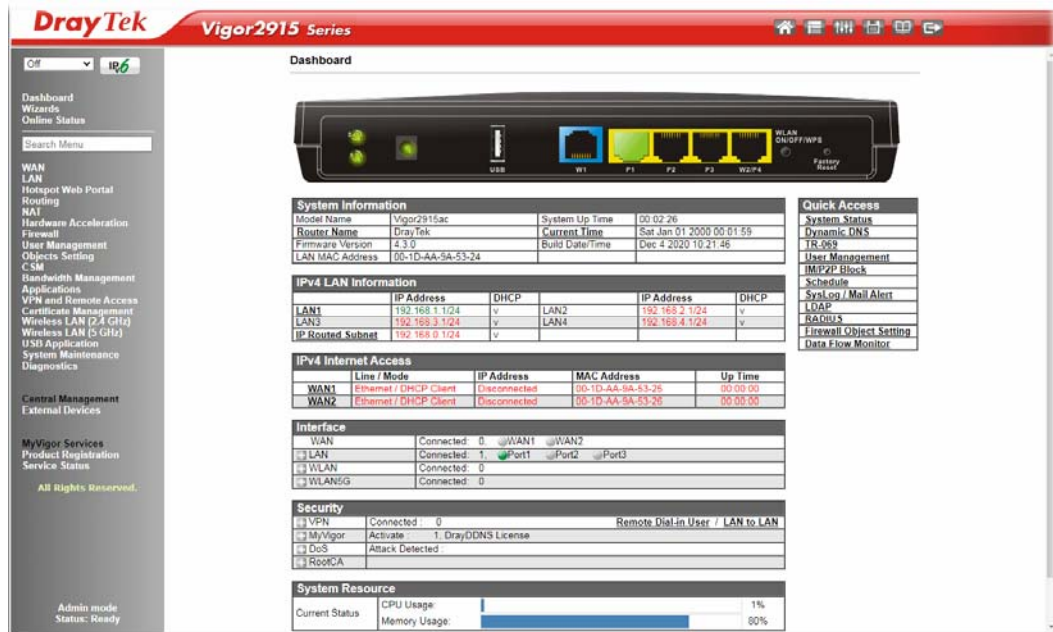 DrayTek Vigor2915 Series
Off IPv6
Dashboard
Wizards
Online Status
Search Menu
WAN
LAN
Hotspot Web Portal
Routing
NAT
Hardware Acceleration
Firewall
User Management
Objects Setting
CSM
Bandwidth Management
Applications
VPN and Remote Access
Certificate Management
Wireless LAN (2.4 GHz)
Wireless LAN (5 GHz)
USB Application
System Maintenance
Diagnostics
Central Management
External Devices
MyVigor Services
Product Registration
Service Status
All Rights Reserved.
Admin mode
Status: Ready
Dashboard
WLAN
ON/OFF/WPS
Factory
Reset
USB W1 P1 P2 P3 W2/P4
System Information
Model Name Vigor2915ac System Up Time 00:02:26
Router Name DrayTek Current Time Sat Jan 01 2000 00:01:59
Firmware Version 4.3.0 Build Date/Time Dec 4 2020 10:21:46
LAN MAC Address 00-1D-AA-9A-53-24
IPv4 LAN Information
IP Address DHCP IP Address DHCP
LAN1 192.168.1.1/24 v LAN2 192.168.2.1/24 v
LAN3 192.168.3.1/24 v LAN4 192.168.4.1/24 v
IP Routed Subnet 192.168.0.1/24 v
IPv4 Internet Access
Line / Mode IP Address MAC Address Up Time
WAN1 Ethernet / DHCP Client Disconnected 00-1D-AA-9A-53-25 00:00:00
WAN2 Ethernet / DHCP Client Disconnected 00-1D-AA-9A-53-26 00:00:00
Interface
WAN Connected: 0, WAN1 WAN2
LAN Connected: 1, Port1 Port2 Port3
WLAN Connected: 0
WLAN5G Connected: 0
Security
VPN Connected : 0 Remote Dial-in User / LAN to LAN
MyVigor Activate : 1. DrayDDNS License
DoS Attack Detected :
RootCA
System Resource
Current Status CPU Usage: 1%
Memory Usage: 80%
Quick Access
System Status
Dynamic DNS
TR-069
User Management
IM/P2P Block
Schedule
SysLog / Mail Alert
LDAP
RADIUS
Firewall Object Setting
Data Flow Monitor